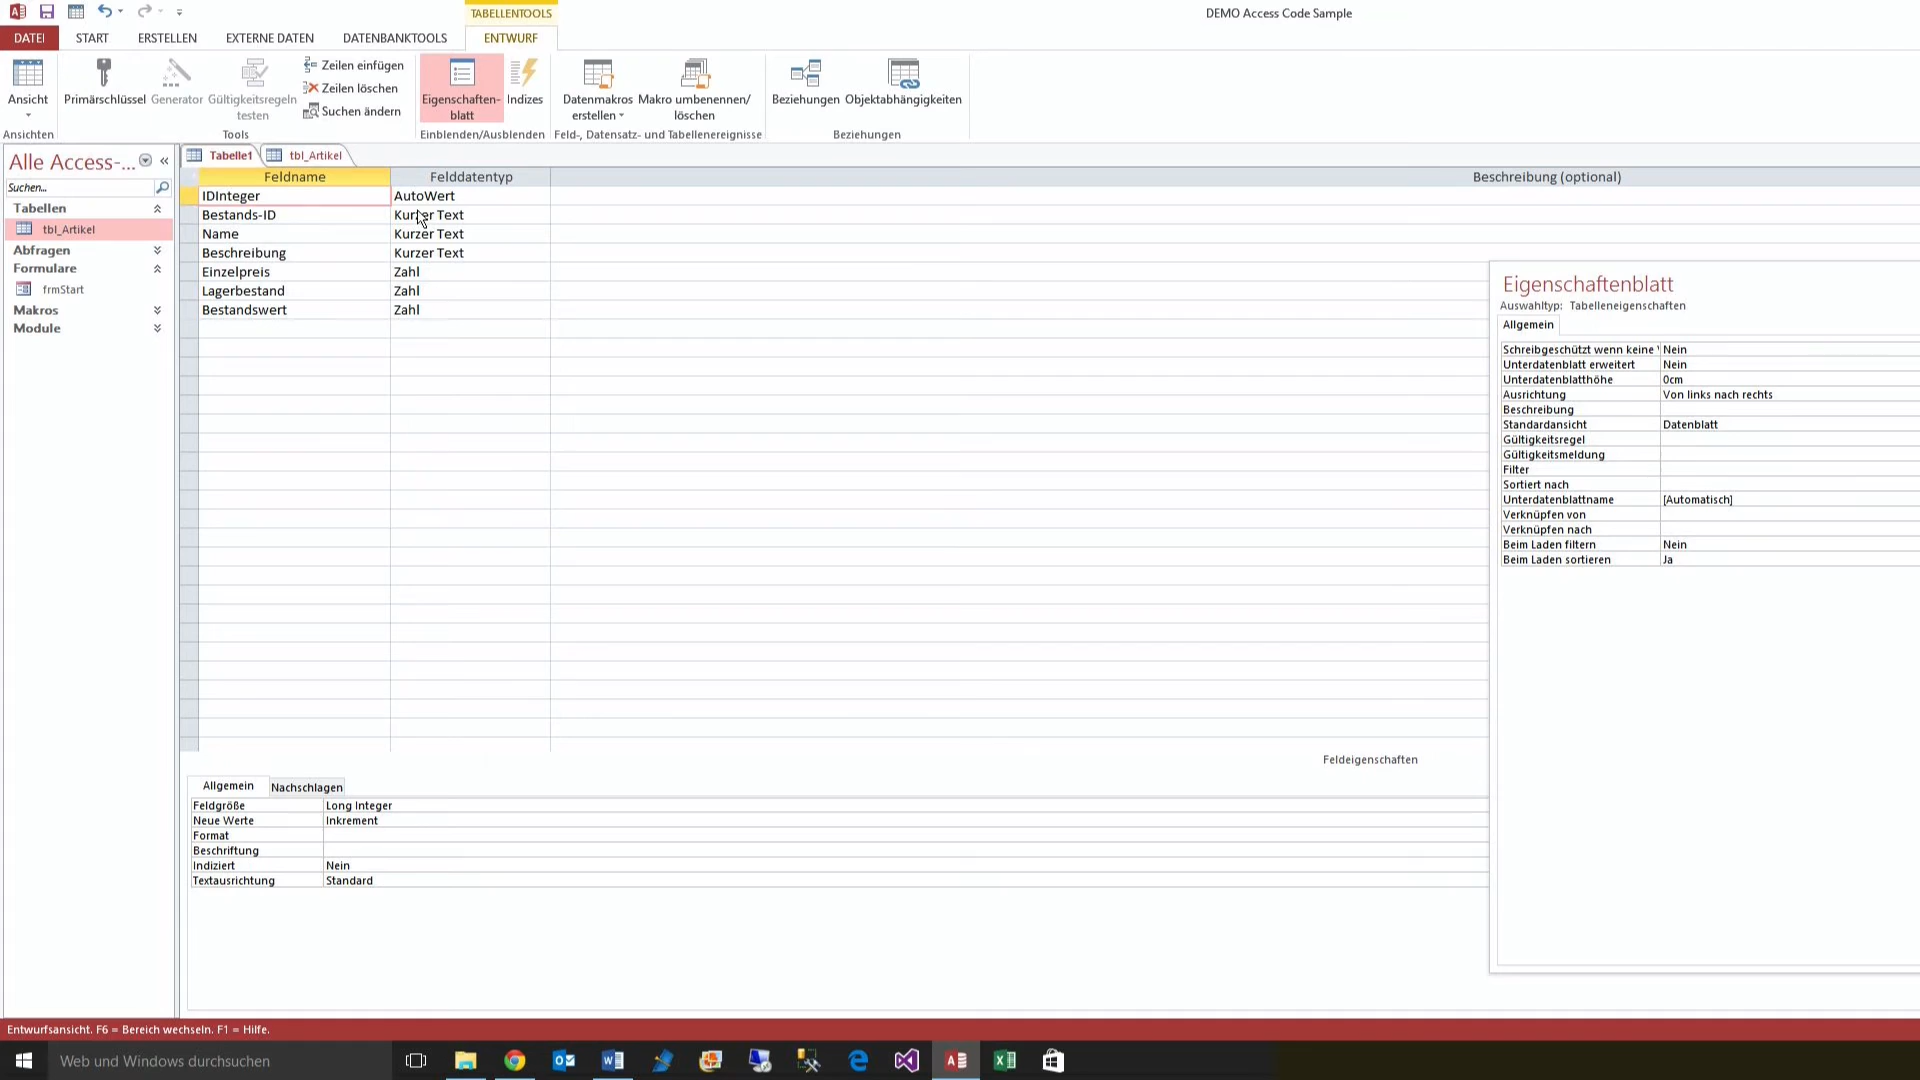 TABELLENTOOLS
DEMO Access Code Sample
DATEI START ERSTELLEN EXTERNE DATEN DATENBANKTOOLS ENTWURF
Ansicht
Primärschlüssel
Generator
Gültigkeitsregeln
testen
Zeilen einfügen
Zeilen löschen
Suchen ändern
Eigenschaften-
blatt
Indizes
Datenmakros
erstellen
Makro umbenennen/
löschen
Beziehungen
Objektabhängigkeiten
Ansichten
Tools
Einblenden/Ausblenden
Feld-, Datensatz- und Tabellenereignisse
Beziehungen
Alle Access-...
Suchen...
Tabellen
tbl_Artikel
Abfragen
Formulare
frmStart
Makros
Module
Tabelle1
tbl_Artikel
Feldname Felddatentyp Beschreibung (optional)
IDInteger AutoWert
Bestands-ID Kurzer Text
Name Kurzer Text
Beschreibung Kurzer Text
Einzelpreis Zahl
Lagerbestand Zahl
Bestandswert Zahl
Eigenschaftenblatt
Auswahltyp: Tabelleneigenschaften
Allgemein
Schreibgeschützt wenn keine Nein
Unterdatenblatt erweitert Nein
Unterdatenblatthöhe 0cm
Ausrichtung Von links nach rechts
Beschreibung
Standardansicht Datenblatt
Gültigkeitsregel
Gültigkeitsmeldung
Filter
Sortiert nach
Unterdatenblattname [Automatisch]
Verknüpfen von
Verknüpfen nach
Beim Laden filtern Nein
Beim Laden sortieren Ja
Feldeigenschaften
Allgemein Nachschlagen
Feldgröße Long Integer
Neue Werte Inkrement
Format
Beschriftung
Indiziert Nein
Textausrichtung Standard
Entwurfsansicht. F6 = Bereich wechseln. F1 = Hilfe.
Web und Windows durchsuchen